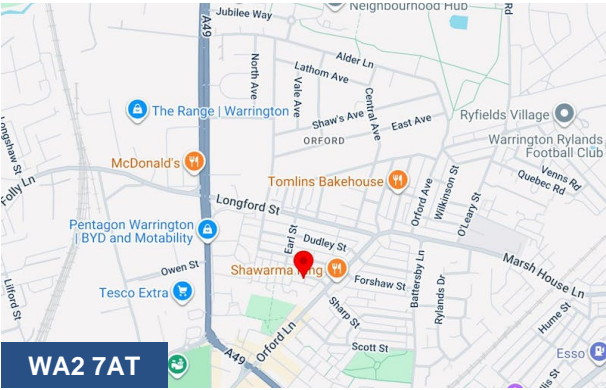 Neighbourhood Hub
Jubilee Way
A49
Rd
Alder Ln
Lathom Ave
North Ave
Vale Ave
Central Ave
The Range | Warrington
Shaw's Ave
East Ave
ORFORD
Ryfields Village
Warrington Rylands
Football Club
Longshaw St
McDonald's
Folly Ln
Tomlins Bakehouse
Venns Rd
Quebec Rd
Orford Ave
Wilkinson St
O'Leary St
Longford St
Pentagon Warrington
| BYD and Motability
Earl St
Dudley St
Marsh House Ln
Owen St
Shawarma
Forshaw St
Battersby Ln
Rylands Dr
Tesco Extra
Lilford St
Sharp St
Hume St
Orford Ln
A49
Scott St
Esso
WA2 7AT